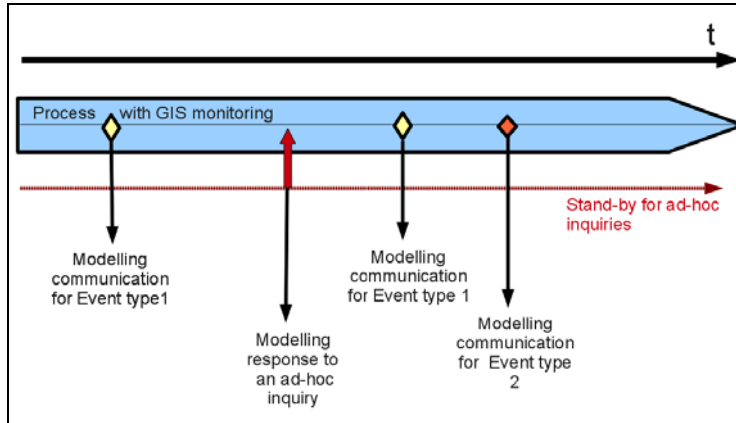 t
Process with GIS monitoring
Stand-by for ad-hoc
inquiries
Modelling
communication
for Event type1
Modelling
response to
an ad-hoc
inquiry
Modelling
communication
for Event type 1
Modelling
communication
for Event type
2